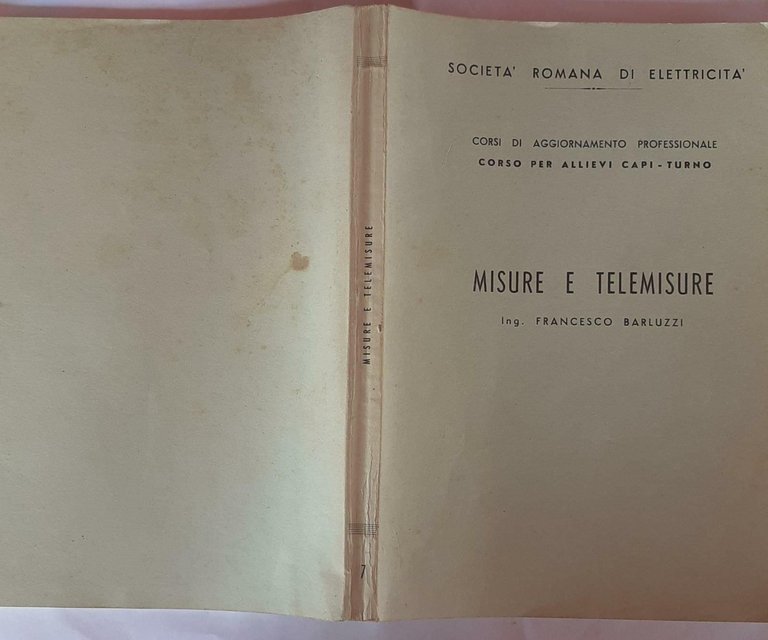 SOCIETA' ROMANA DI ELETTRICITA'
CORSI DI AGGIORNAMENTO PROFESSIONALE
CORSO PER ALLIEVI CAPI - TURNO
MISURE E TELEMISURE
Ing. FRANCESCO BARLUZZI
MISURE E TELEMISURE
7